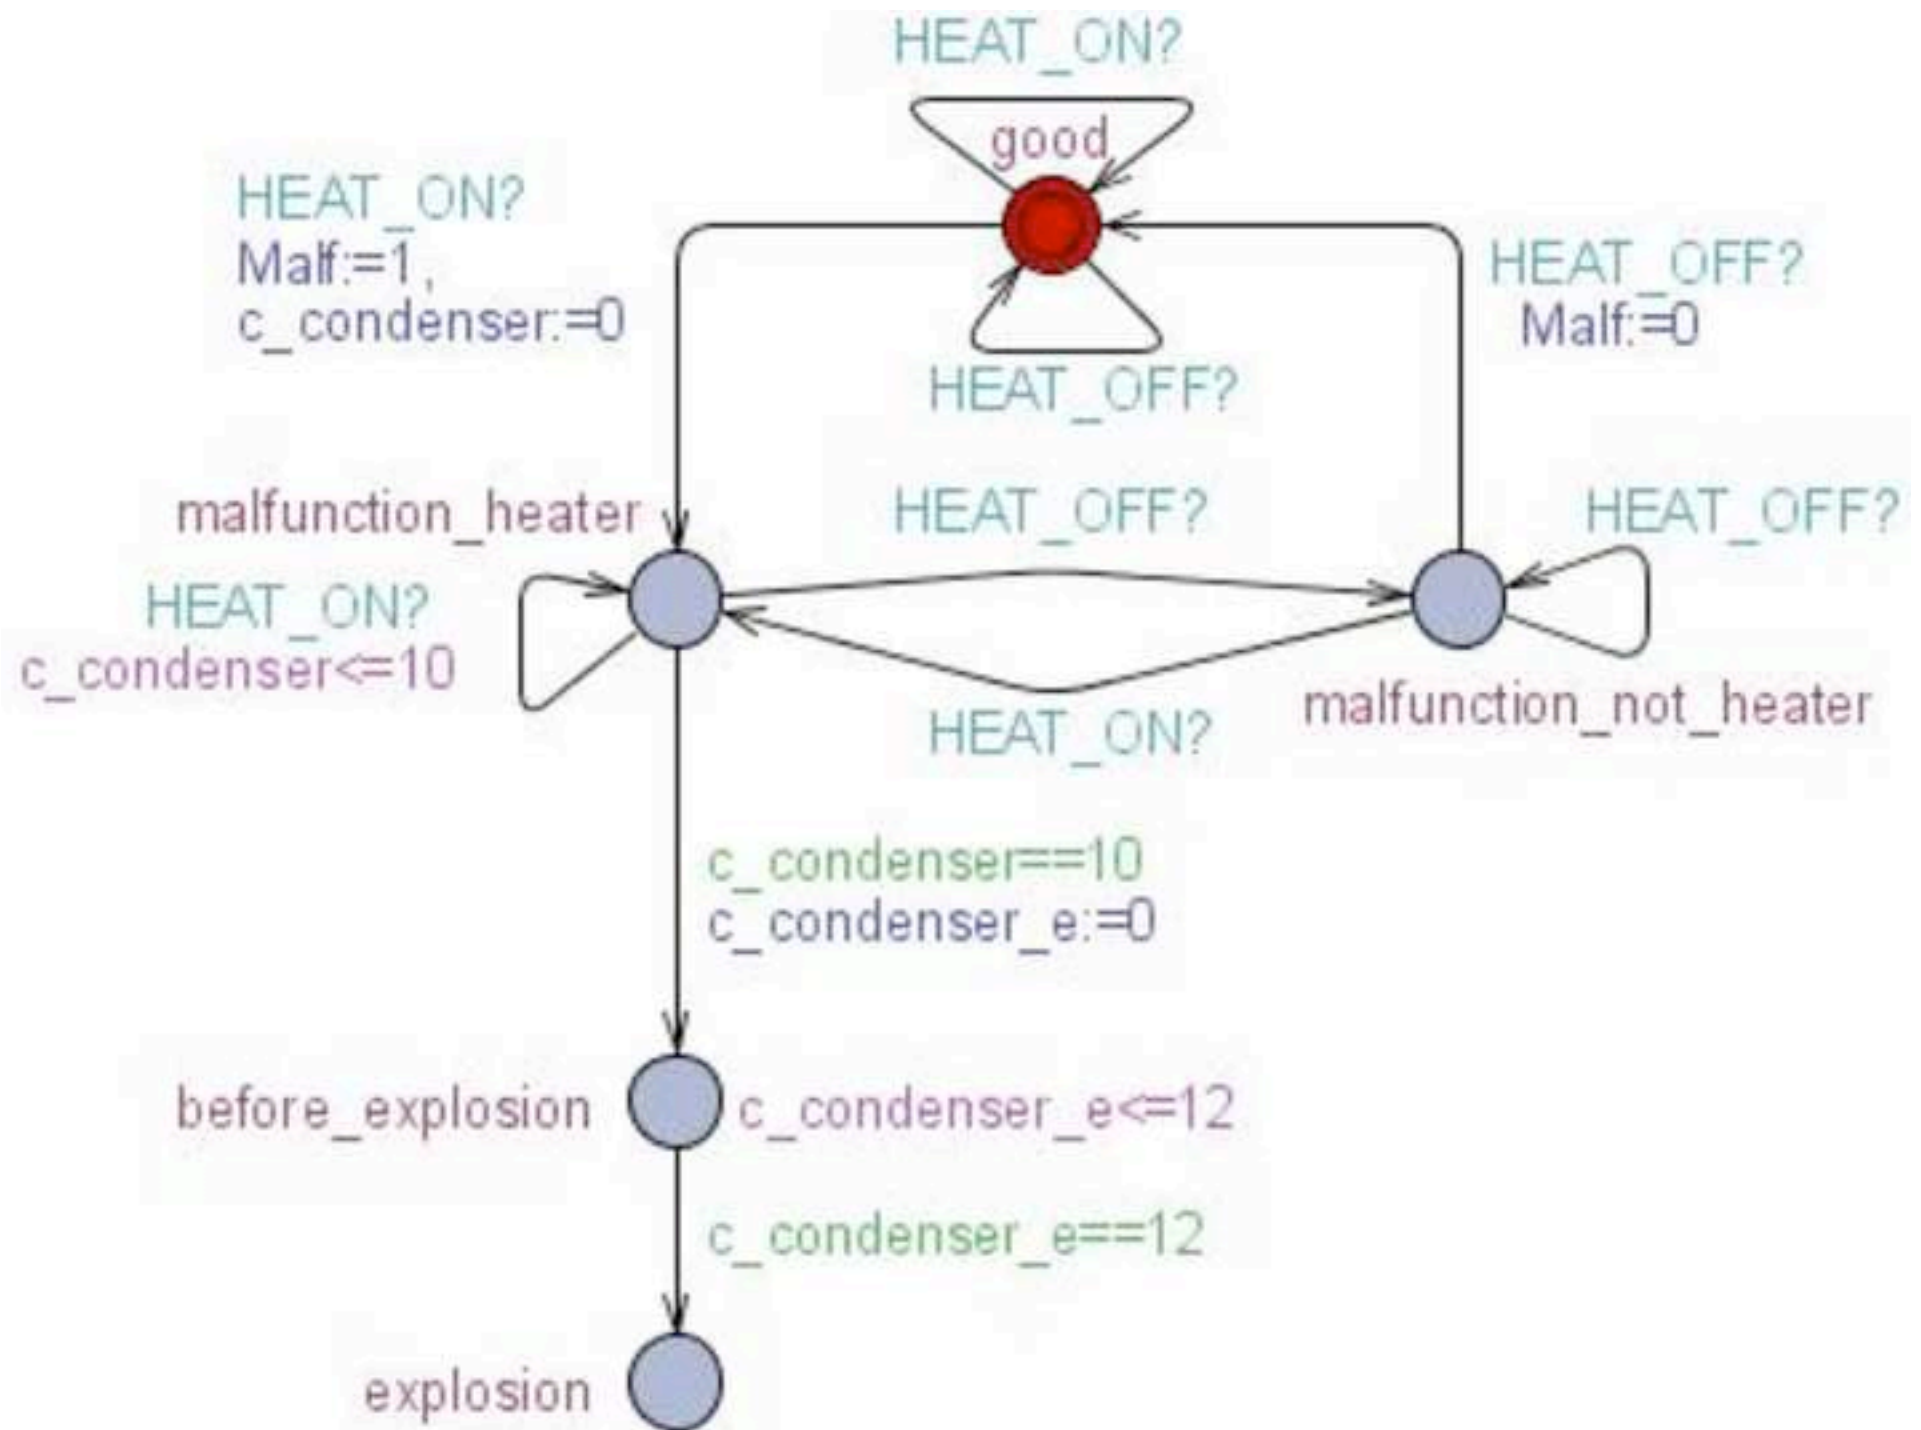 HEAT_ON?
good
HEAT_ON?
Malf:=1,
c_condenser:=0
HEAT_OFF?
Malf:=0
HEAT_OFF?
malfunction_heater
HEAT_OFF?
HEAT_OFF?
HEAT_ON?
c_condenser<=10
malfunction_not_heater
HEAT_ON?
c_condenser==10
c_condenser_e:=0
before_explosion
c_condenser_e<=12
c_condenser_e==12
explosion